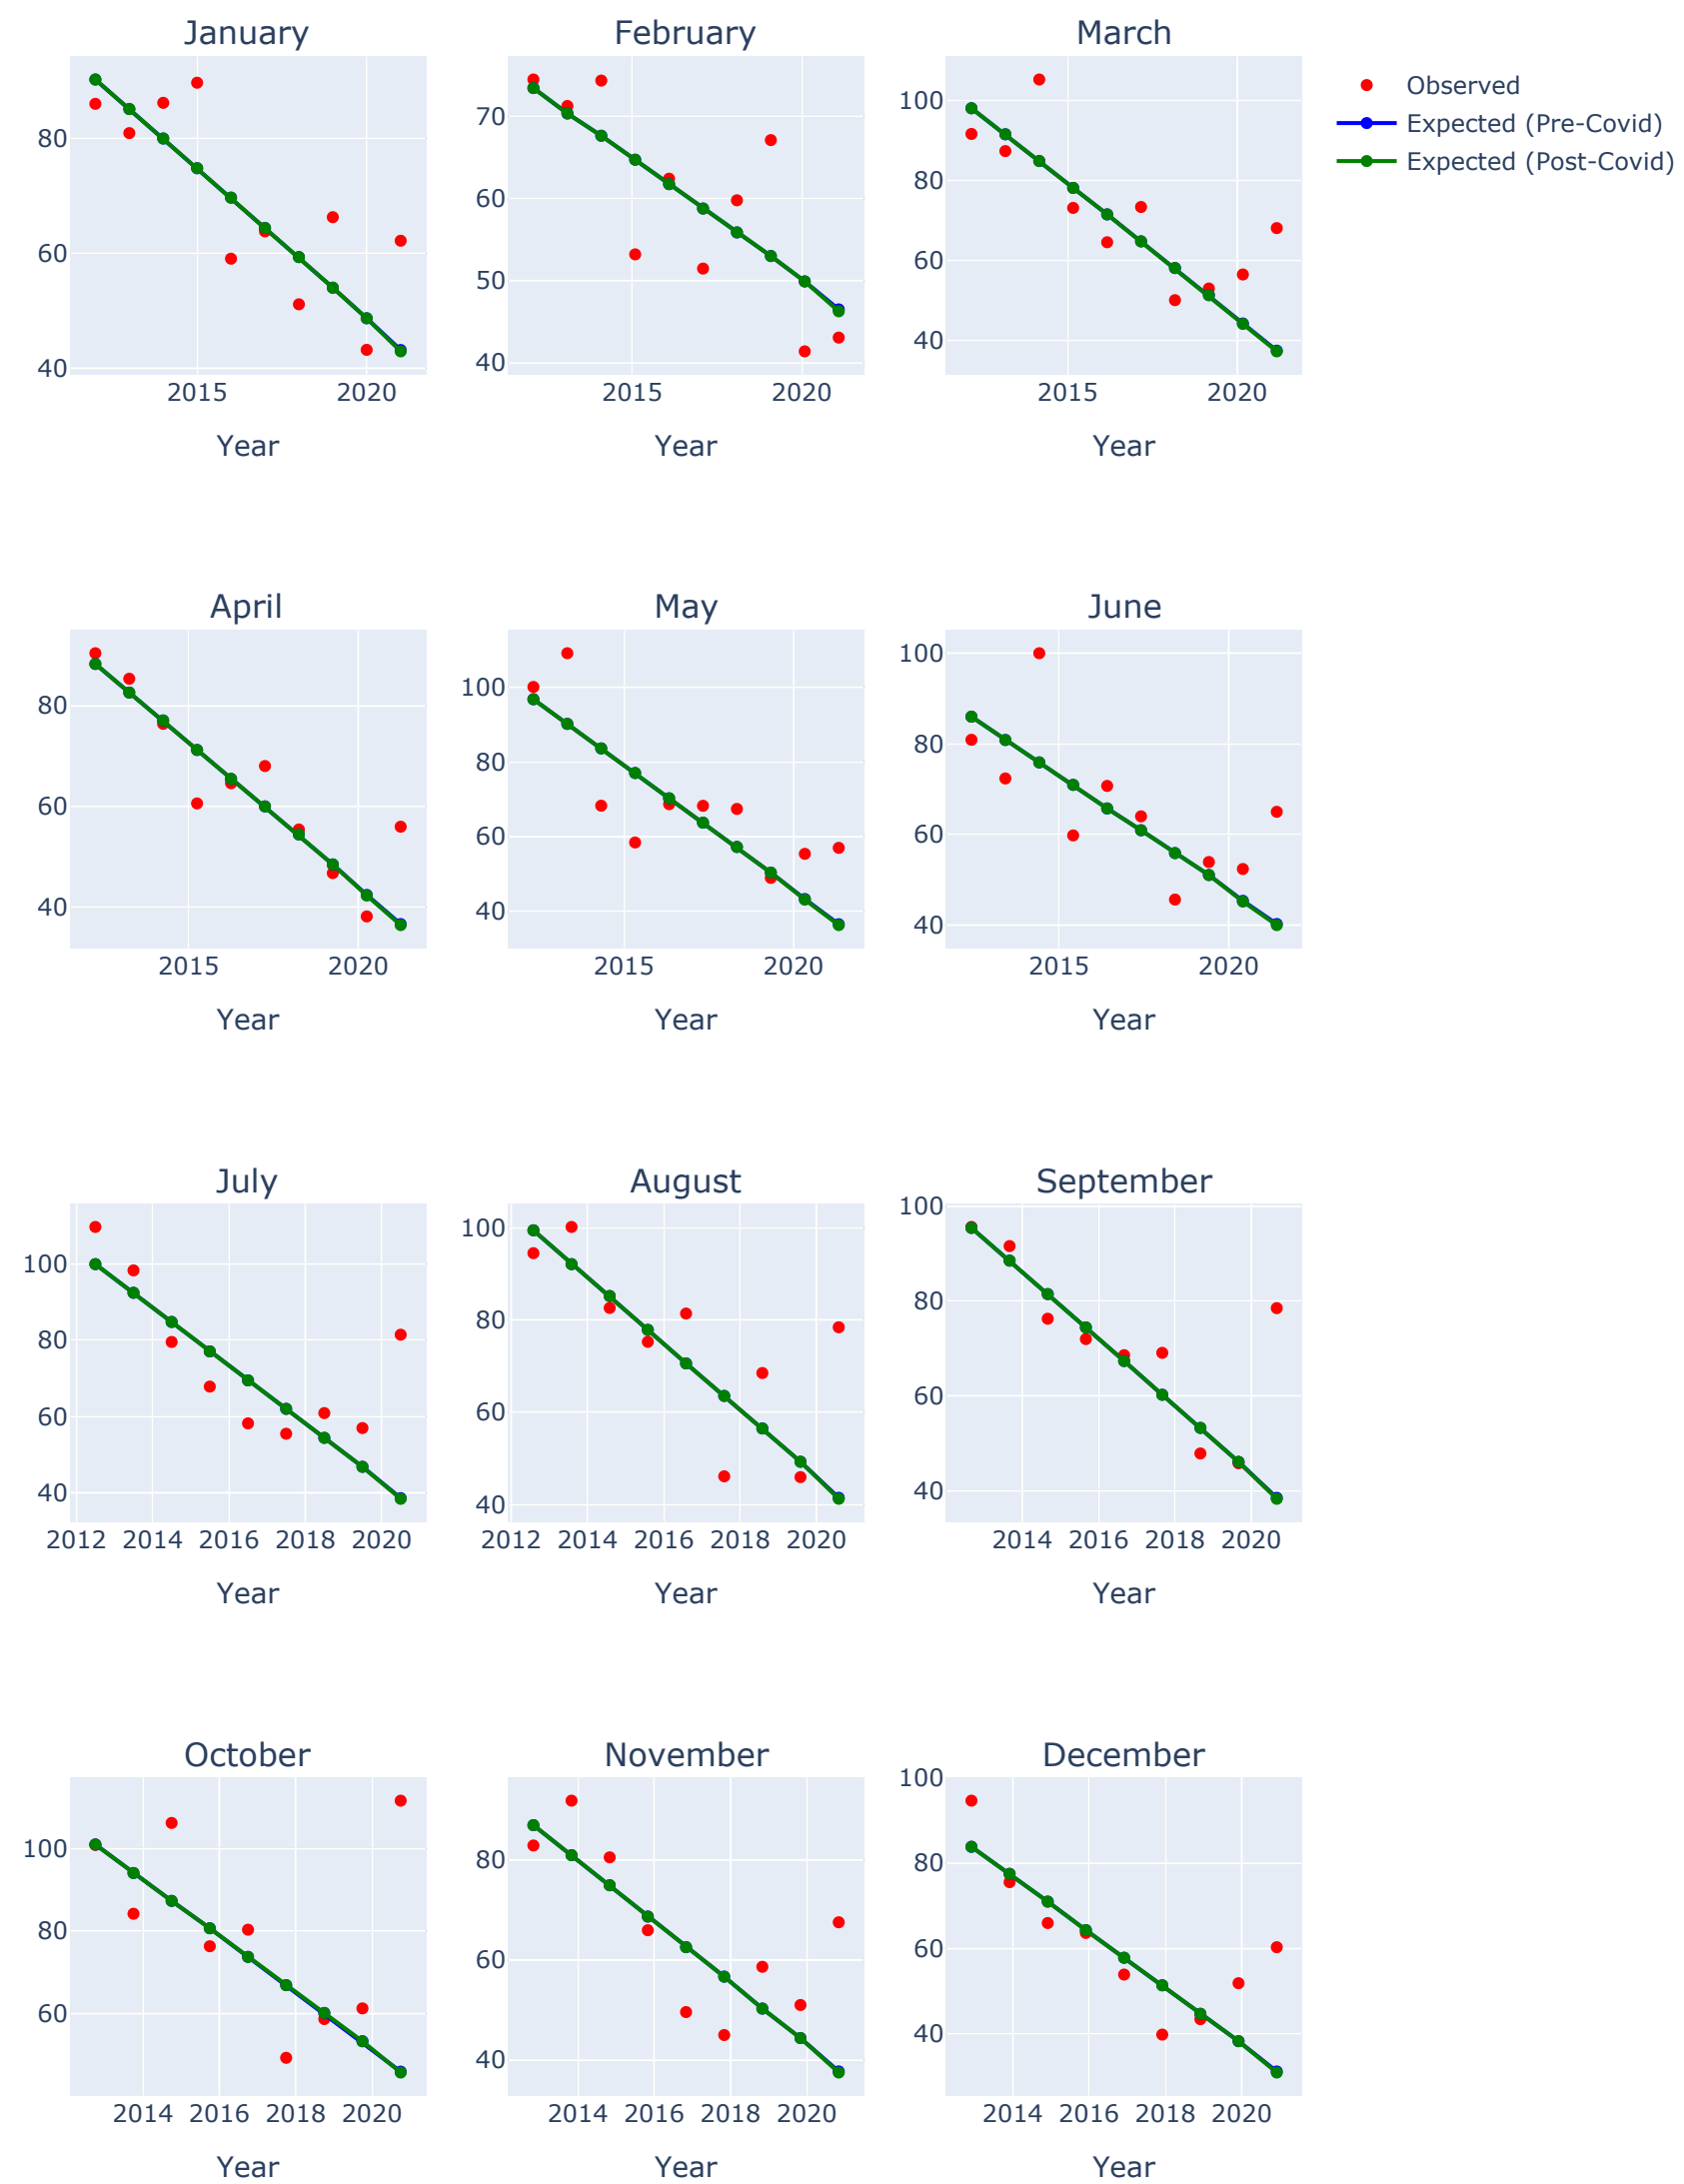 January
February
March
Observed
Expected (Pre-Covid)
Expected (Post-Covid)
80
60
40
2015
2020
Year
70
60
50
40
2015
2020
Year
100
80
60
40
2015
2020
Year
April
May
June
80
60
40
2015
2020
Year
100
80
60
40
2015
2020
Year
100
80
60
40
2015
2020
Year
July
August
September
100
80
60
40
2012 2014 2016 2018 2020
Year
100
80
60
40
2012 2014 2016 2018 2020
Year
100
80
60
40
2014 2016 2018 2020
Year
October
November
December
100
80
60
2014 2016 2018 2020
Year
80
60
40
2014 2016 2018 2020
Year
100
80
60
40
2014 2016 2018 2020
Year